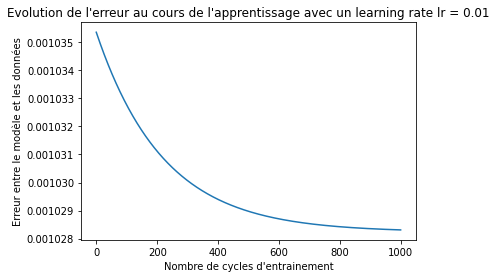 Evolution de l'erreur au cours de l'apprentissage avec un learning rate lr = 0.01
Erreur entre le modèle et les données
0.001035
0.001034
0.001033
0.001032
0.001031
0.001030
0.001029
0.001028
0 200 400 600 800 1000
Nombre de cycles d'entrainement